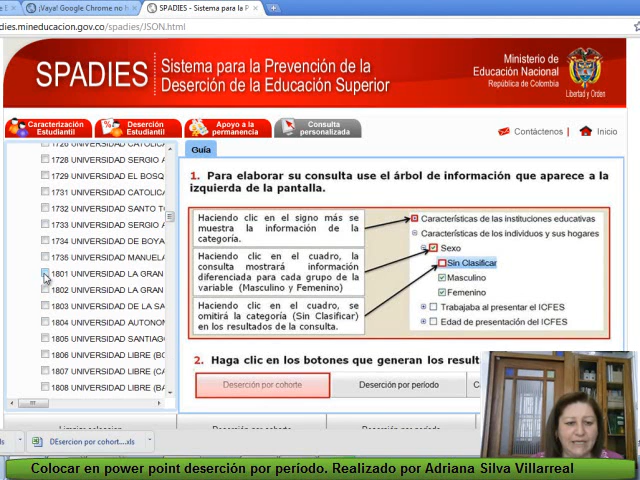 ¡Vaya! Google Chrome no h
SPADIES - Sistema para la P
dies.mineducacion.gov.co/spadies/JSON.html
SPADIES
Sistema para la Prevención de la
Deserción de la Educación Superior
Ministerio de
Educación Nacional
República de Colombia
Libertad y Orden
Caracterización
Estudiantil
Deserción
Estudiantil
Apoyo a la
permanencia
Consulta
personalizada
Contáctenos
Inicio
1726 UNIVERSIDAD CATOLICA
1728 UNIVERSIDAD SERGIO A
1729 UNIVERSIDAD EL BOSQ
1731 UNIVERSIDAD CATOLICA
1732 UNIVERSIDAD SANTO T
1733 UNIVERSIDAD SERGIO A
1734 UNIVERSIDAD DE BOYA
1735 UNIVERSIDAD MANUELA
1801 UNIVERSIDAD LA GRAN
1802 UNIVERSIDAD LA GRAN
1803 UNIVERSIDAD DE LA SA
1804 UNIVERSIDAD AUTONOM
1805 UNIVERSIDAD SANTIAG
1806 UNIVERSIDAD LIBRE (BO
1807 UNIVERSIDAD LIBRE (CA
1808 UNIVERSIDAD LIBRE (BA
Guía
1. Para elaborar su consulta use el árbol de información que aparece a la
izquierda de la pantalla.
Haciendo clic en el signo más se
muestra la información de la
categoría.
Haciendo clic en el cuadro, la
consulta mostrará información
diferenciada para cada grupo de la
variable (Masculino y Femenino)
Haciendo clic en el cuadro, se
omitirá la categoría (Sin Clasificar)
en los resultados de la consulta.
Características de las instituciones educativas
Características de los individuos y sus hogares
Sexo
Sin Clasificar
Masculino
Femenino
Trabajaba al presentar el ICFES
Edad de presentación del ICFES
2. Haga clic en los botones que generan los resul
Deserción por cohorte
Deserción por período
DEsercion por cohort....xls
Colocar en power point deserción por período. Realizado por Adriana Silva Villarreal